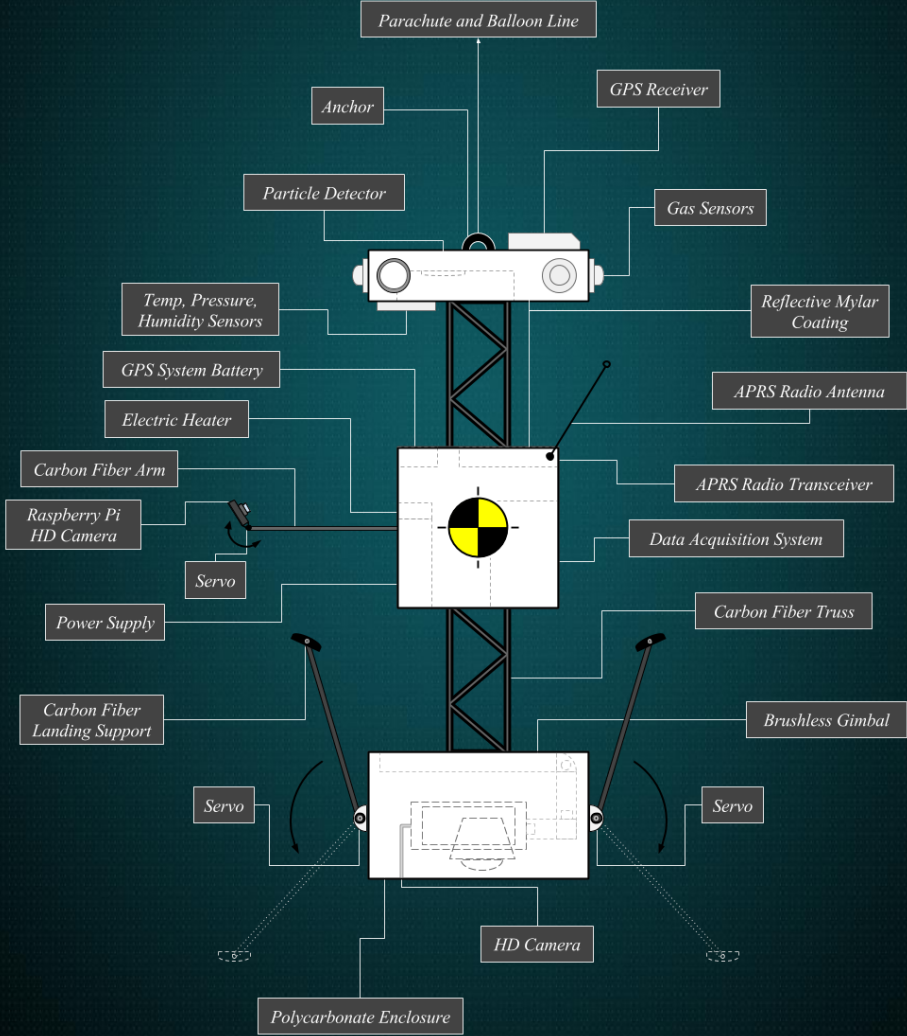 Parachute and Balloon Line
GPS Receiver
Anchor
Particle Detector
Gas Sensors
Temp, Pressure,
Humidity Sensors
Reflective Mylar
Coating
GPS System Battery
APRS Radio Antenna
Electric Heater
Carbon Fiber Arm
APRS Radio Transceiver
Raspberry Pi
HD Camera
Data Acquisition System
Servo
Power Supply
Carbon Fiber Truss
Carbon Fiber
Landing Support
Brushless Gimbal
Servo
Servo
HD Camera
Polycarbonate Enclosure